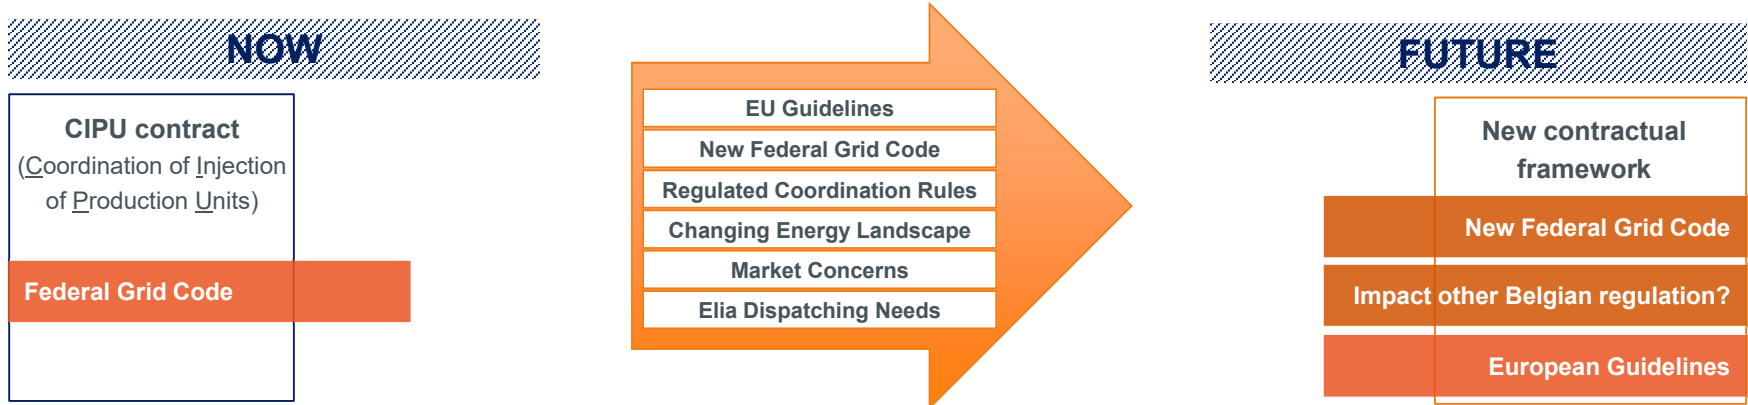 NOW
CIPU contract
(Coordination of Injection
of Production Units)
Federal Grid Code
EU Guidelines
New Federal Grid Code
Regulated Coordination Rules
Changing Energy Landscape
Market Concerns
Elia Dispatching Needs
FUTURE
New contractual
framework
New Federal Grid Code
Impact other Belgian regulation?
European Guidelines